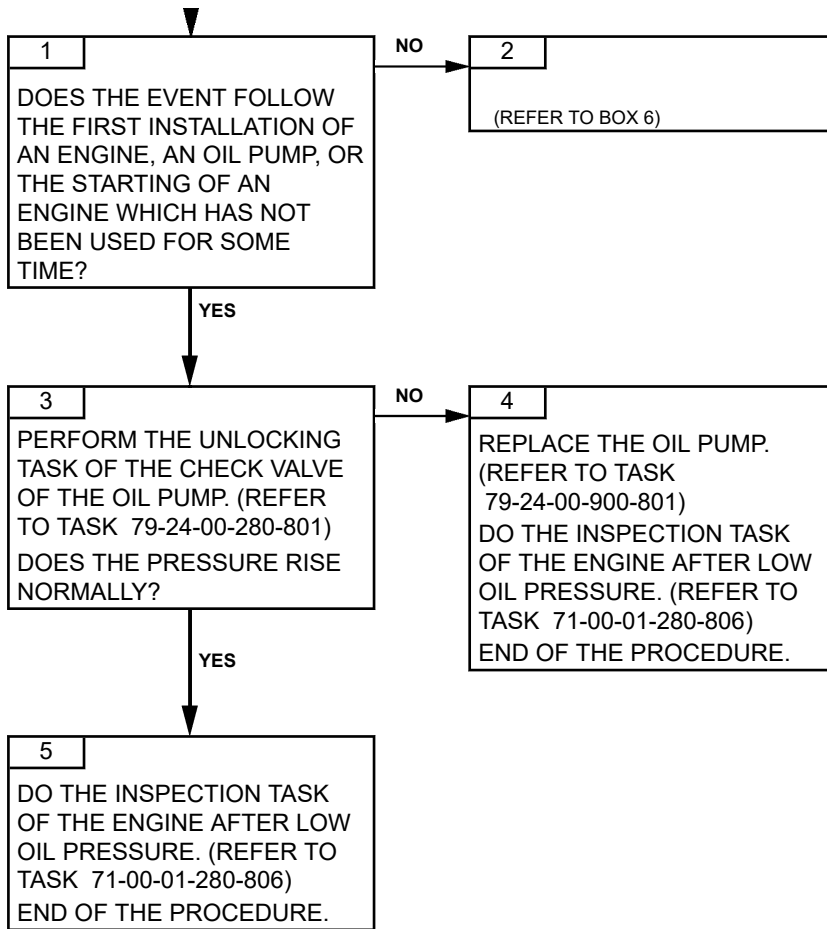 1
DOES THE EVENT FOLLOW
THE FIRST INSTALLATION OF
AN ENGINE, AN OIL PUMP, OR
THE STARTING OF AN
ENGINE WHICH HAS NOT
BEEN USED FOR SOME
TIME?
NO
2
(REFER TO BOX 6)
YES
3
PERFORM THE UNLOCKING
TASK OF THE CHECK VALVE
OF THE OIL PUMP. (REFER
TO TASK 79-24-00-280-801)
DOES THE PRESSURE RISE
NORMALLY?
NO
4
REPLACE THE OIL PUMP.
(REFER TO TASK
79-24-00-900-801)
DO THE INSPECTION TASK
OF THE ENGINE AFTER LOW
OIL PRESSURE. (REFER TO
TASK 71-00-01-280-806)
END OF THE PROCEDURE.
YES
5
DO THE INSPECTION TASK
OF THE ENGINE AFTER LOW
OIL PRESSURE. (REFER TO
TASK 71-00-01-280-806)
END OF THE PROCEDURE.